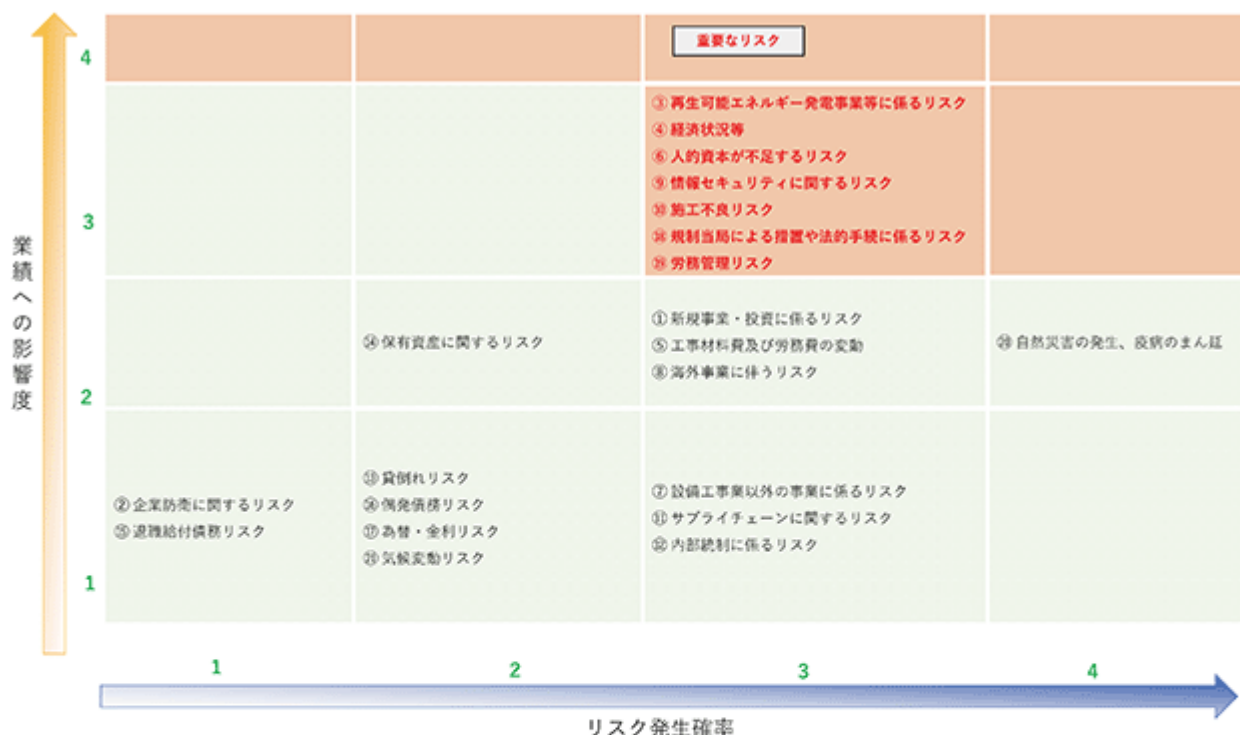 4
重要なリスク
③ 再生可能エネルギー発電事業等に係るリスク
④ 経済状況等
⑥ 人的資本が不足するリスク
⑨ 情報セキュリティに関するリスク
⑩ 施工不良リスク
⑱ 規制当局による措置や法的手続に係るリスク
⑲ 労務管理リスク
3
業績への影響度
⑭ 保有資産に関するリスク
① 新規事業・投資に係るリスク
⑤ 工事材料費及び労務費の変動
⑧ 海外事業に伴うリスク
⑳ 自然災害の発生、疫病のまん延
2
② 企業防衛に関するリスク
⑮ 退職給付債務リスク
⑬ 貸倒れリスク
⑯ 偶発債務リスク
⑰ 為替・金利リスク
㉑ 気候変動リスク
⑦ 設備工事業以外の事業に係るリスク
⑪ サプライチェーンに関するリスク
⑫ 内部統制に係るリスク
1
1
2
3
4
リスク発生確率